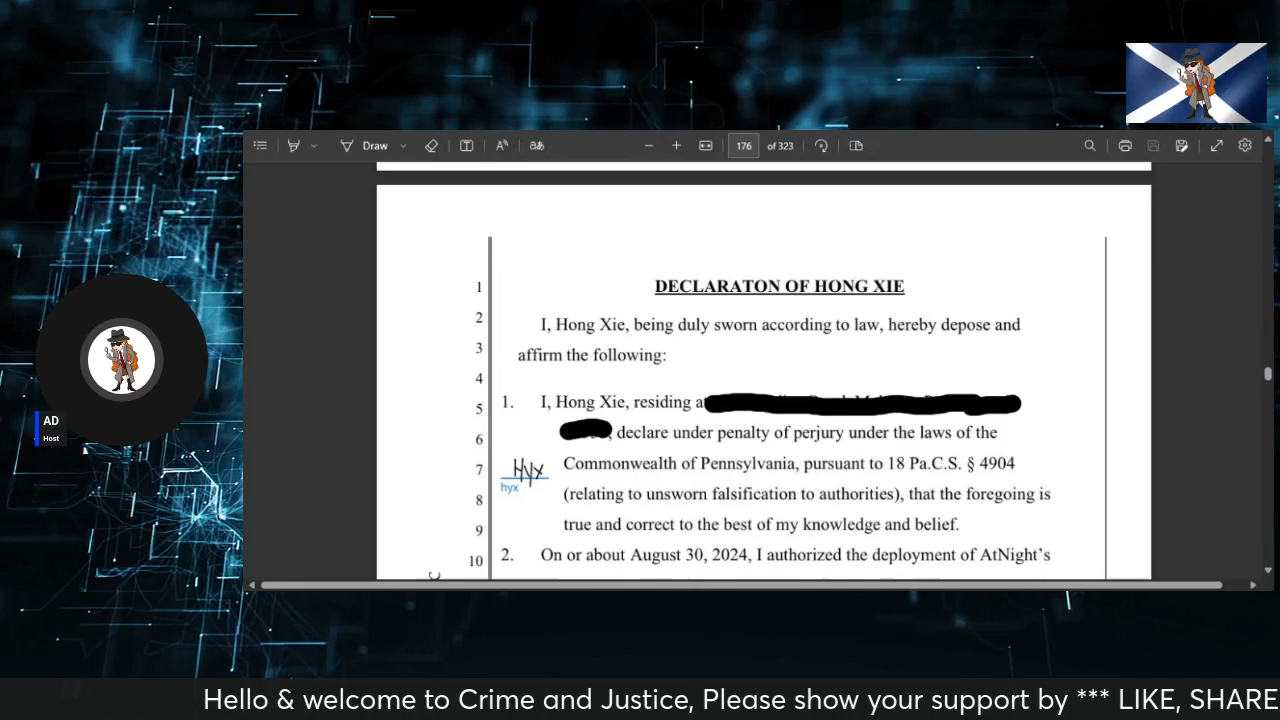 Draw
176 of 323
DECLARATON OF HONG XIE
1
2 I, Hong Xie, being duly sworn according to law, hereby depose and
3 affirm the following:
4
5 1. I, Hong Xie, residing at
6 , declare under penalty of perjury under the laws of the
7 HYX Commonwealth of Pennsylvania, pursuant to 18 Pa.C.S. § 4904
hyx
8 (relating to unsworn falsification to authorities), that the foregoing is
9 true and correct to the best of my knowledge and belief.
10 2. On or about August 30, 2024, I authorized the deployment of AtNight's
AD
Host
Hello & welcome to Crime and Justice, Please show your support by *** LIKE, SHARE